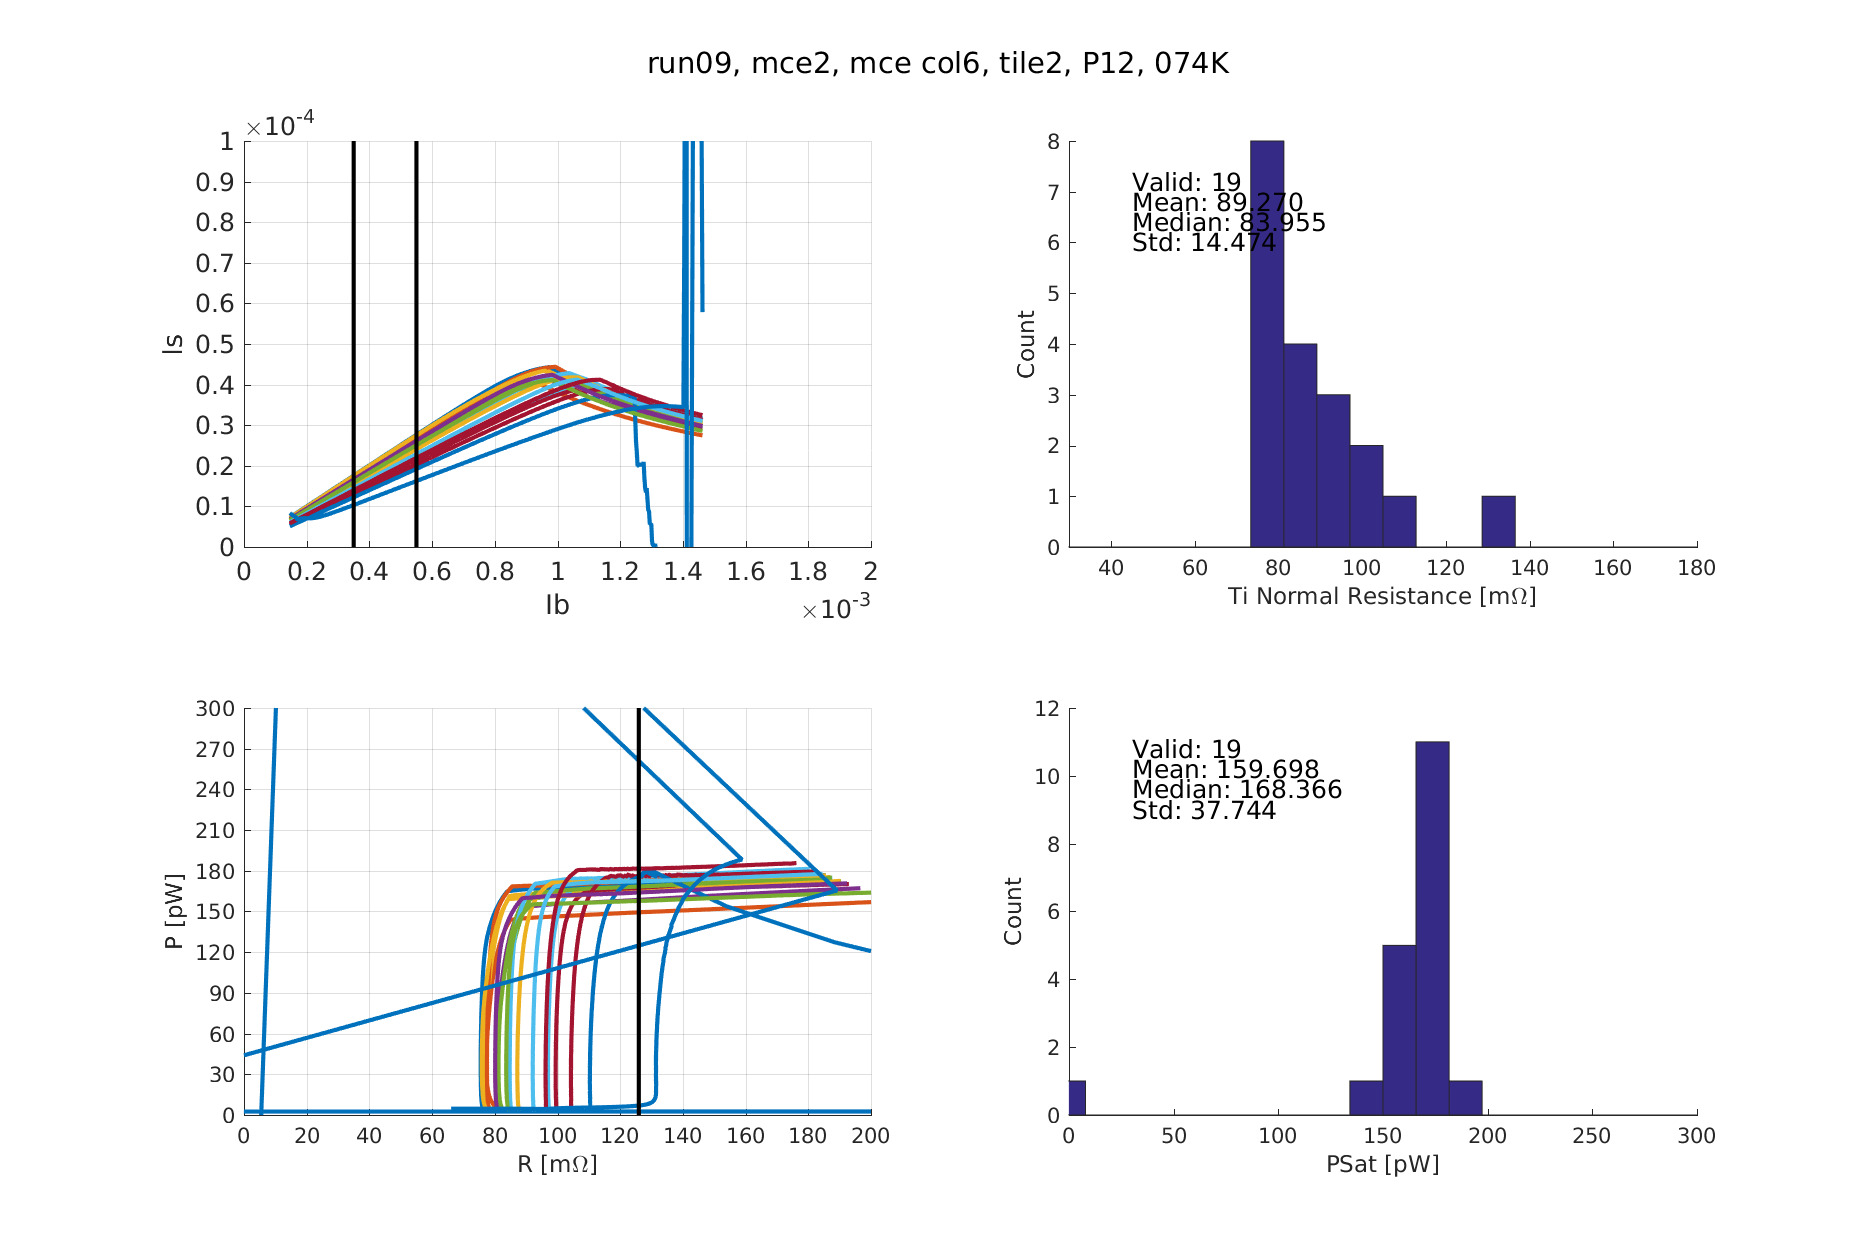 run09, mce2, mce col6, tile2, P12, 074K
×10-4
1
0.9
0.8
0.7
0.6
0.5
0.4
0.3
0.2
0.1
0
Is
0 0.2 0.4 0.6 0.8 1 1.2 1.4 1.6 1.8 2
Ib
×10-3
8
7
6
5
4
3
2
1
0
Count
Valid: 19
Mean: 89.270
Median: 83.955
Std: 14.474
40 60 80 100 120 140 160 180
Ti Normal Resistance [mΩ]
300
270
240
210
180
150
120
90
60
30
0
P [pW]
0 20 40 60 80 100 120 140 160 180 200
R [mΩ]
12
10
8
6
4
2
0
Count
Valid: 19
Mean: 159.698
Median: 168.366
Std: 37.744
0 50 100 150 200 250 300
PSat [pW]